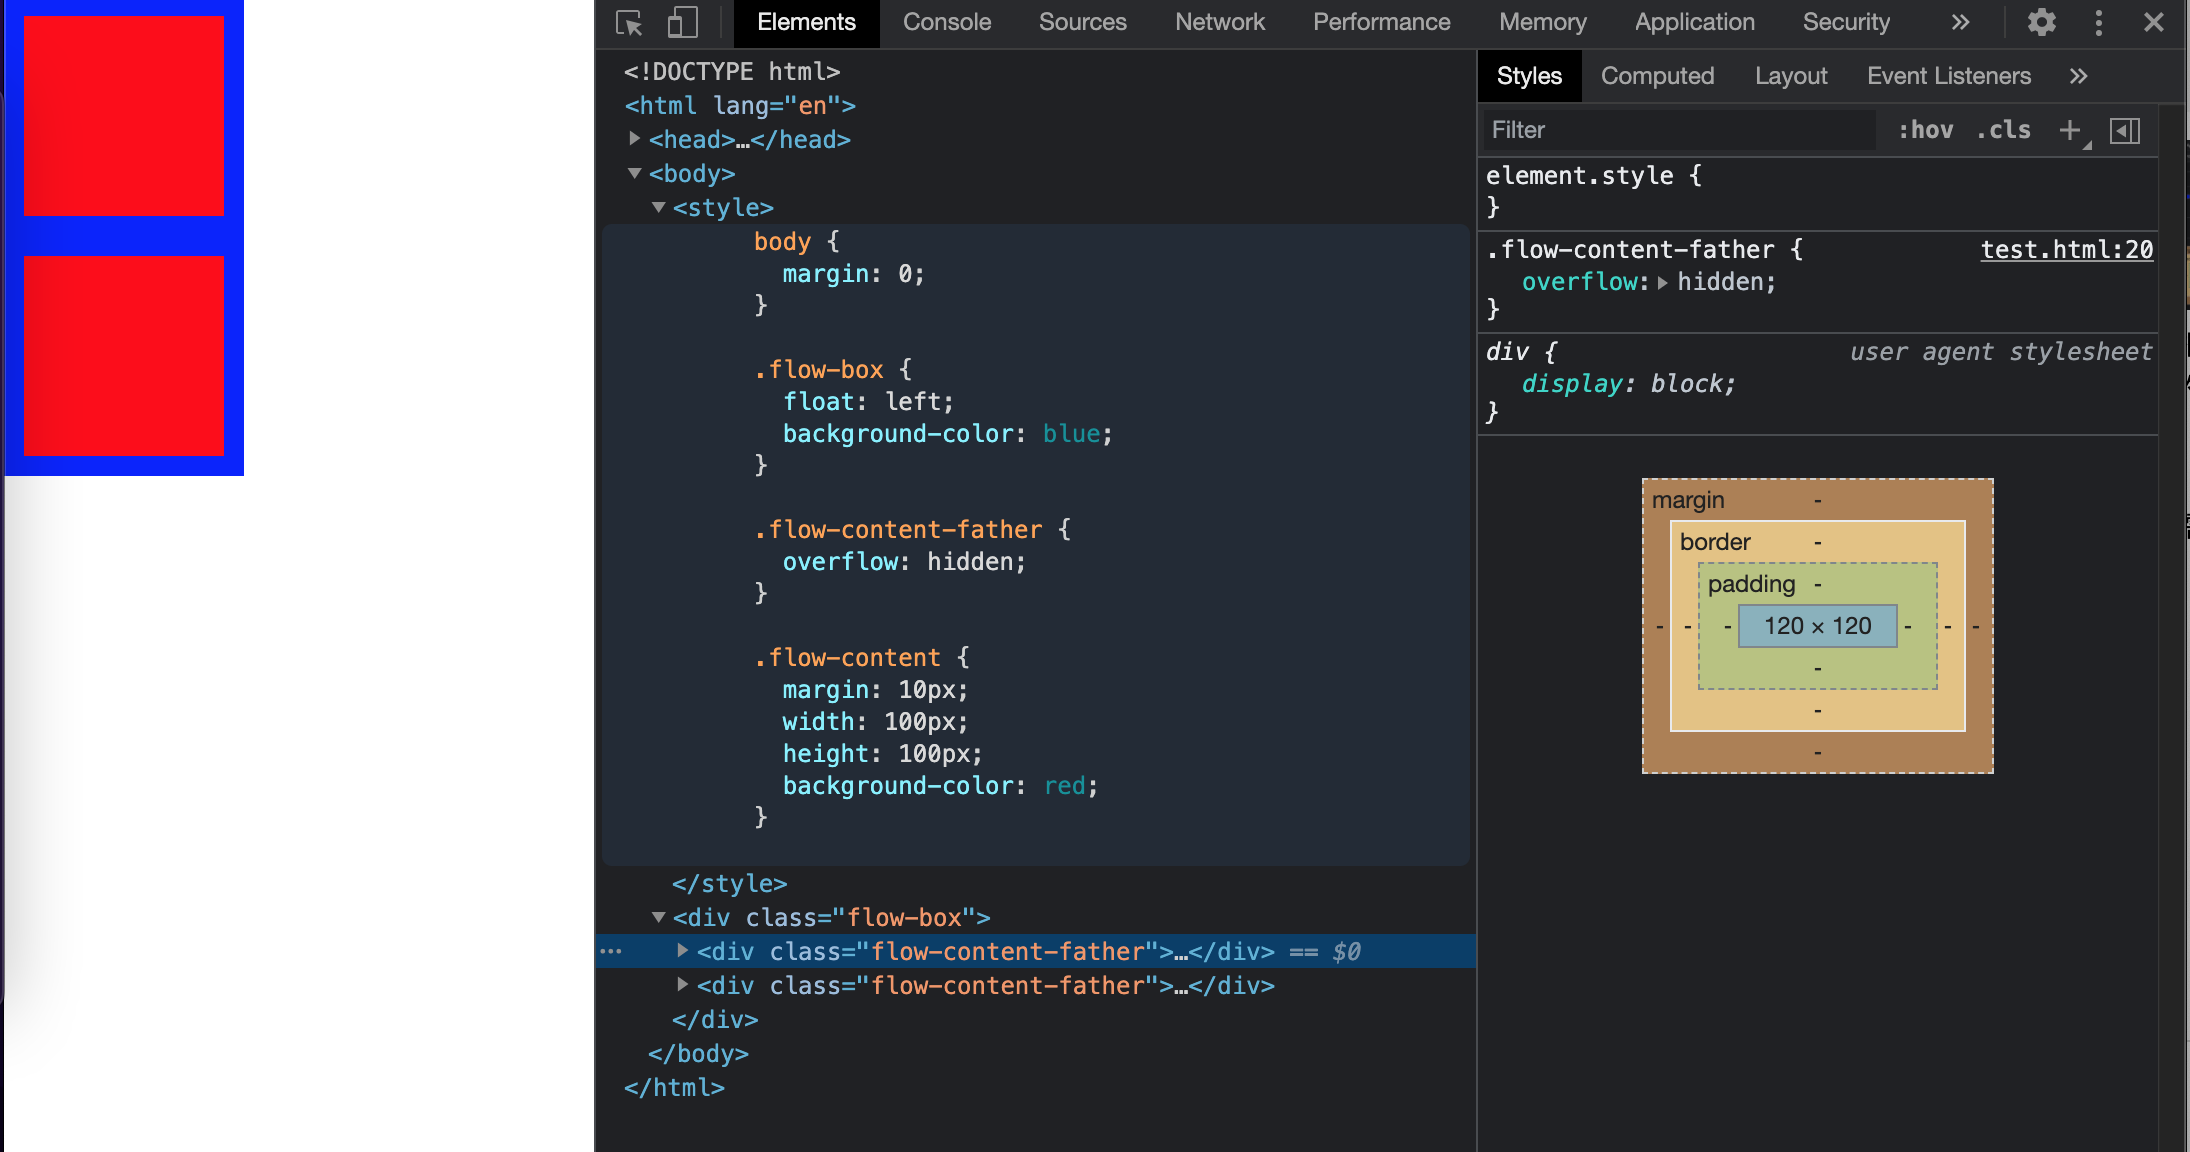 Elements Console Sources Network Performance Memory Application Security »
<!DOCTYPE html>
<html lang="en">
<head>…</head>
<body>
<style>
body {
margin: 0;
}
.flow-box {
float: left;
background-color: blue;
}
.flow-content-father {
overflow: hidden;
}
.flow-content {
margin: 10px;
width: 100px;
height: 100px;
background-color: red;
}
</style>
<div class="flow-box">
<div class="flow-content-father">…</div> == $0
<div class="flow-content-father">…</div>
</div>
</body>
</html>
Styles Computed Layout Event Listeners »
Filter :hov .cls +
element.style {
}
.flow-content-father { test.html:20
overflow: hidden;
}
div { user agent stylesheet
display: block;
}
margin -
border -
padding -
- - - 120 × 120 - - -
-
-
-